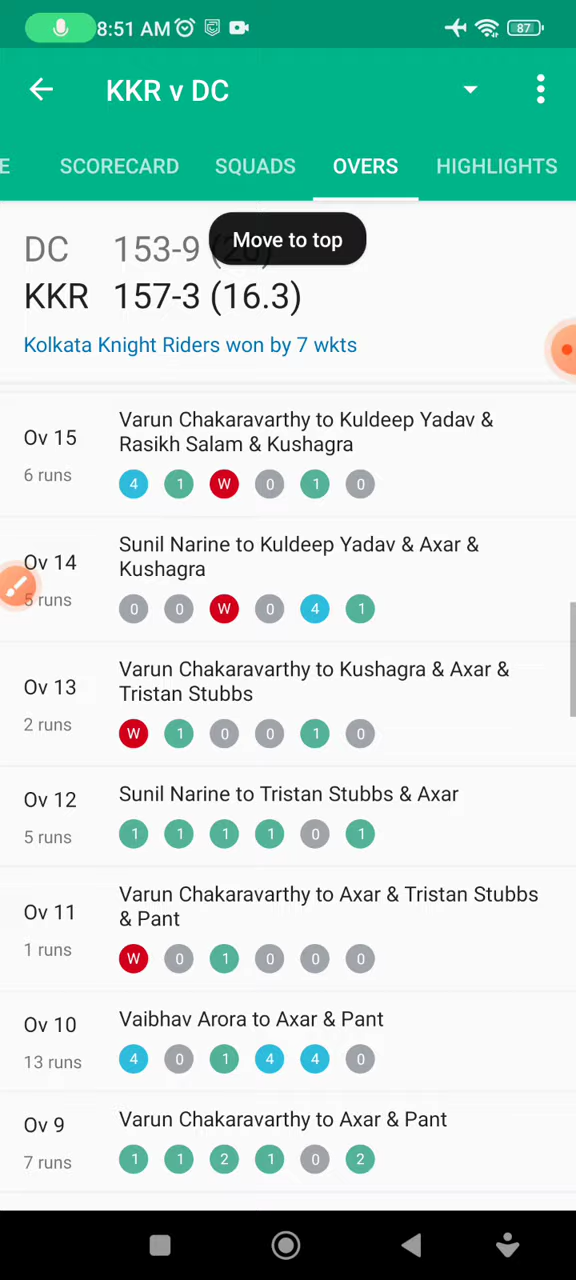 8:51 AM
87
KKR v DC
E SCORECARD SQUADS OVERS HIGHLIGHTS
DC 153-9 (20)
Move to top
KKR 157-3 (16.3)
Kolkata Knight Riders won by 7 wkts
Ov 15
6 runs
Varun Chakaravarthy to Kuldeep Yadav &
Rasikh Salam & Kushagra
4 1 W 0 1 0
Ov 14
5 runs
Sunil Narine to Kuldeep Yadav & Axar &
Kushagra
0 0 W 0 4 1
Ov 13
2 runs
Varun Chakaravarthy to Kushagra & Axar &
Tristan Stubbs
W 1 0 0 1 0
Ov 12
5 runs
Sunil Narine to Tristan Stubbs & Axar
1 1 1 1 0 1
Ov 11
1 runs
Varun Chakaravarthy to Axar & Tristan Stubbs
& Pant
W 0 1 0 0 0
Ov 10
13 runs
Vaibhav Arora to Axar & Pant
4 0 1 4 4 0
Ov 9
7 runs
Varun Chakaravarthy to Axar & Pant
1 1 2 1 0 2